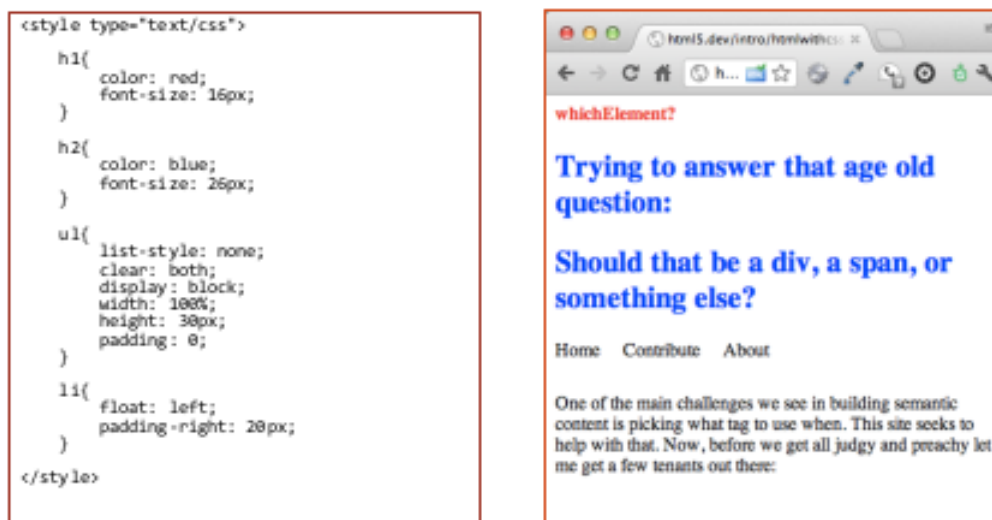 <style type="text/css">
h1{
color: red;
font-size: 16px;
}
h2{
color: blue;
font-size: 26px;
}
ul{
list-style: none;
clear: both;
display: block;
width: 100%;
height: 30px;
padding: 0;
}
li{
float: left;
padding-right: 20px;
}
</style>
html5.dev/intro/htmlwithcss
h...
whichElement?
Trying to answer that age old
question:
Should that be a div, a span, or
something else?
Home Contribute About
One of the main challenges we see in building semantic
content is picking what tag to use when. This site seeks to
help with that. Now, before we get all judgy and preachy let
me get a few tenants out there: